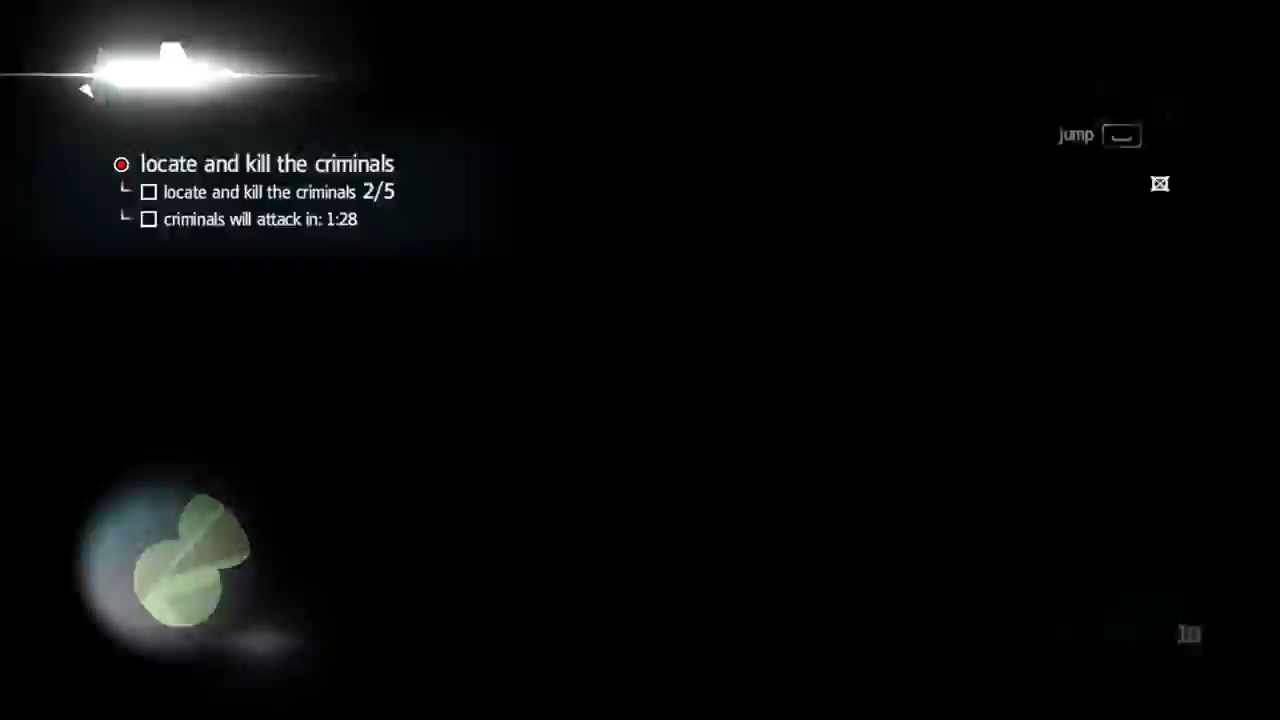 jump
locate and kill the criminals
locate and kill the criminals 2/5
criminals will attack in: 1:28